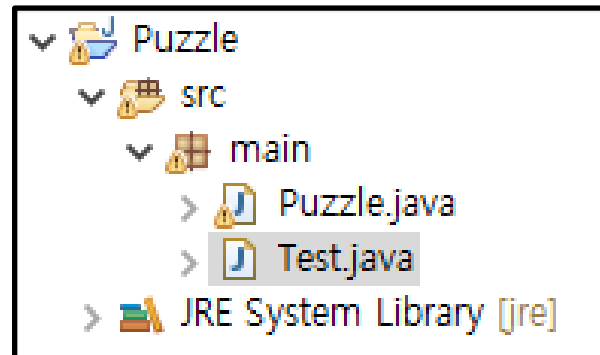 Puzzle
src
main
Puzzle.java
Test.java
JRE System Library [jre]